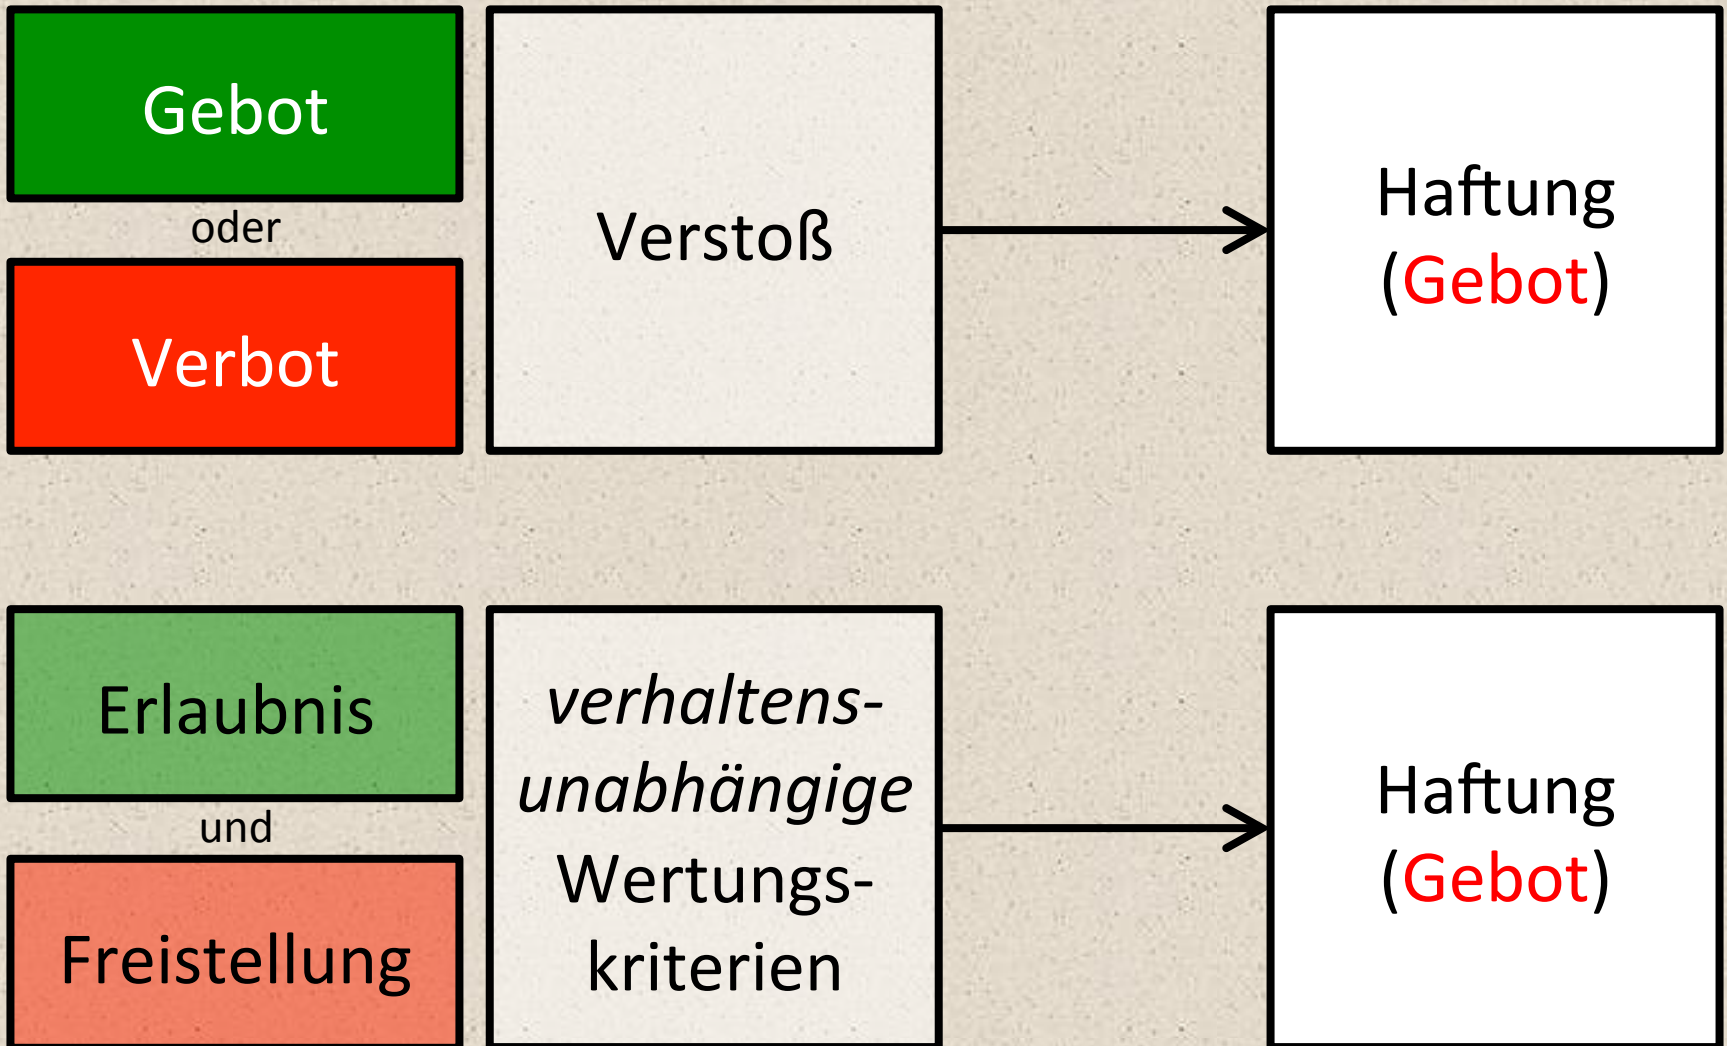 Gebot
oder
Verbot
Verstoß
Haftung
(Gebot)
Erlaubnis
und
Freistellung
verhaltens-
unabhängige
Wertungs-
kriterien
Haftung
(Gebot)